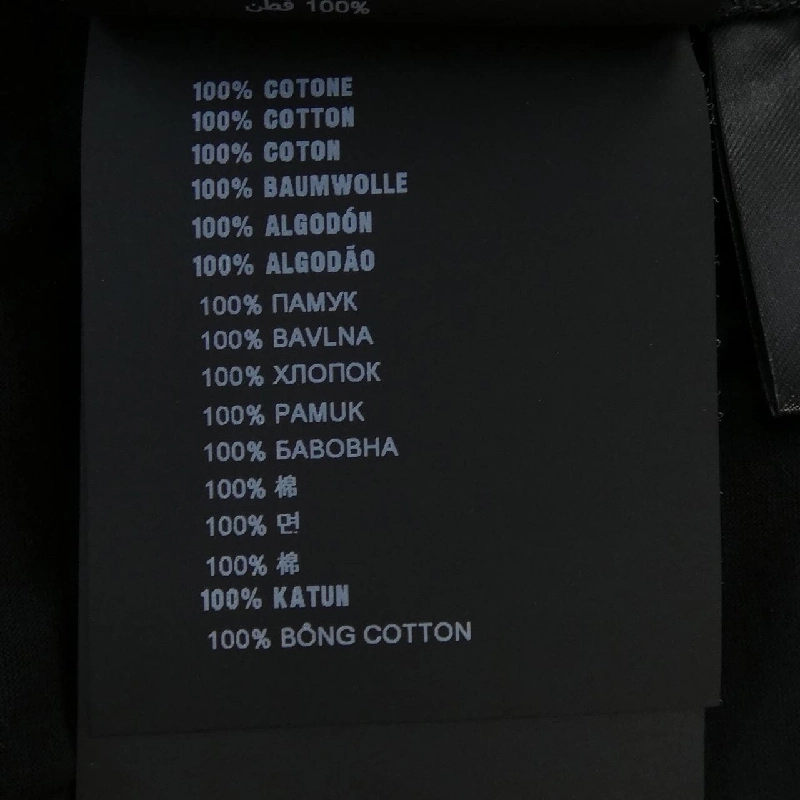 100% قطن
100% COTONE
100% COTTON
100% COTON
100% BAUMWOLLE
100% ALGODÓN
100% ALGODÃO
100% ПАМУК
100% BAVLNA
100% ХЛОПОК
100% PAMUK
100% БАВОВНА
100% 棉
100% 면
100% 棉
100% KATUN
100% BÔNG COTTON